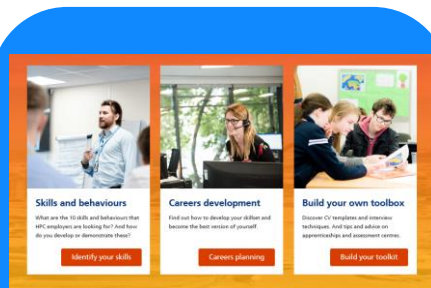 Skills and behaviours
What are the 10 skills and behaviours that
HPC employers are looking for? And how
do you develop or demonstrate these?
Identify your skills
Careers development
Find out how to develop your skillset and
become the best version of yourself.
Careers planning
Build your own toolbox
Discover CV templates and interview
techniques. And tips and advice on
apprenticeships and assessment centres.
Build your toolkit